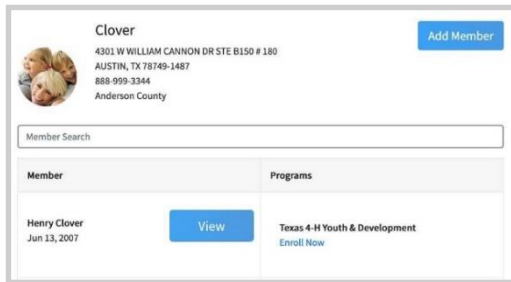 Clover
Add Member
4301 W WILLIAM CANNON DR STE B150 # 180
AUSTIN, TX 78749-1487
888-999-3344
Anderson County
Member Search
Member
Programs
Henry Clover
Jun 13, 2007
View
Texas 4-H Youth & Development
Enroll Now